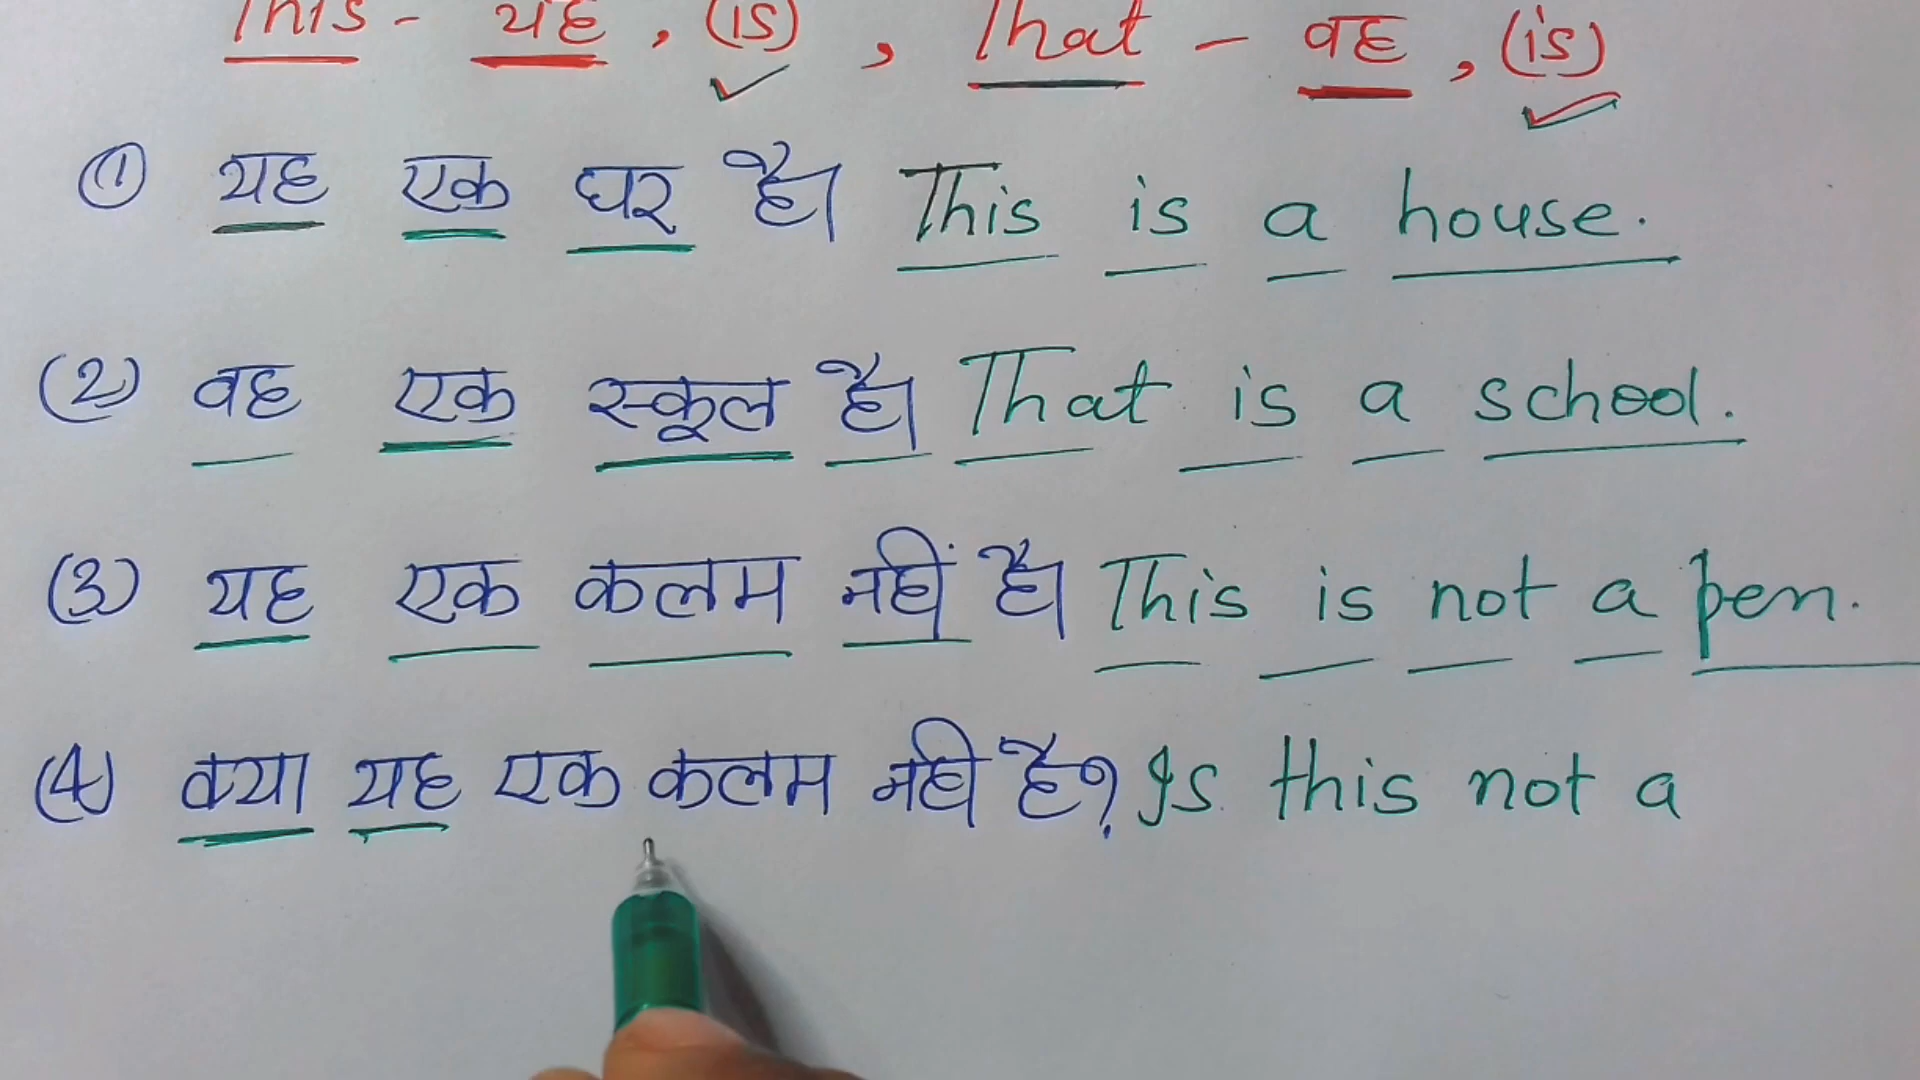 This - यह, (is), That - वह, (is)
① यह एक घर है। This is a house.
(2) वह एक स्कूल है। That is a school.
(3) यह एक कलम नहीं है। This is not a pen.
(4) क्या यह एक कलम नही है? Is this not a